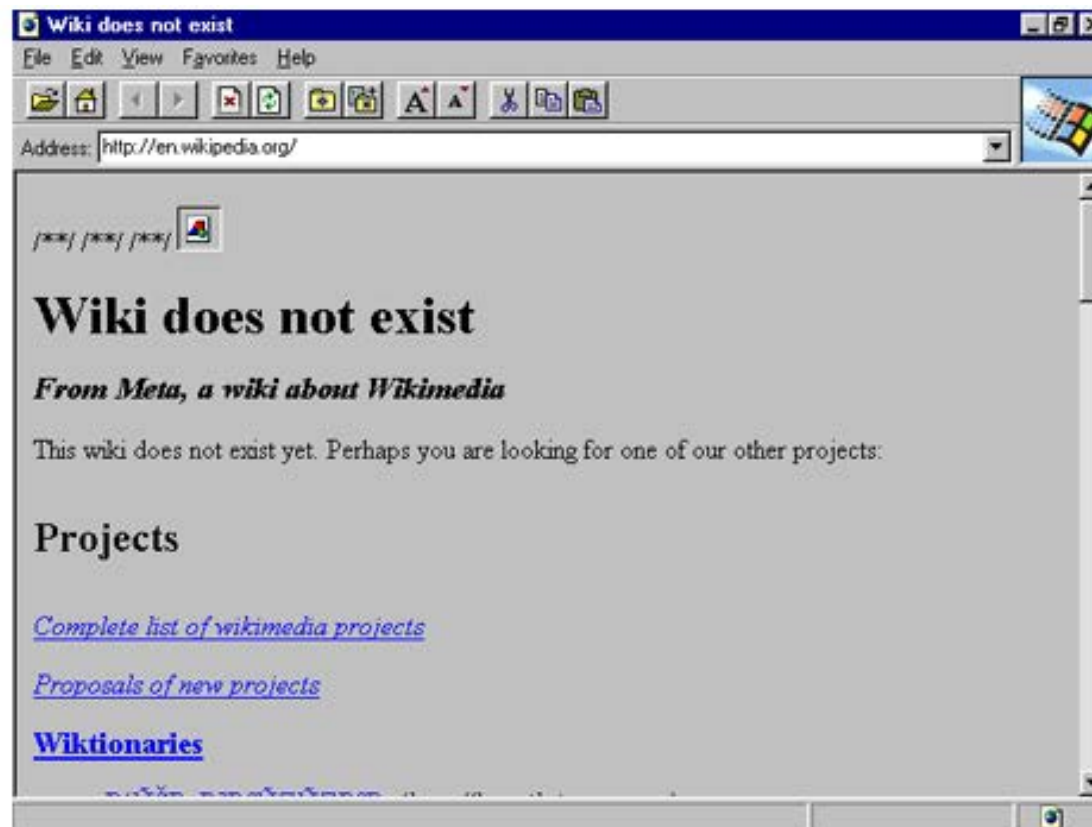 Wiki does not exist
File Edit View Favorites Help
Address: http://en.wikipedia.org/
/**/ /**/ /**/
Wiki does not exist
From Meta, a wiki about Wikimedia
This wiki does not exist yet. Perhaps you are looking for one of our other projects:
Projects
Complete list of wikimedia projects
Proposals of new projects
Wiktionaries